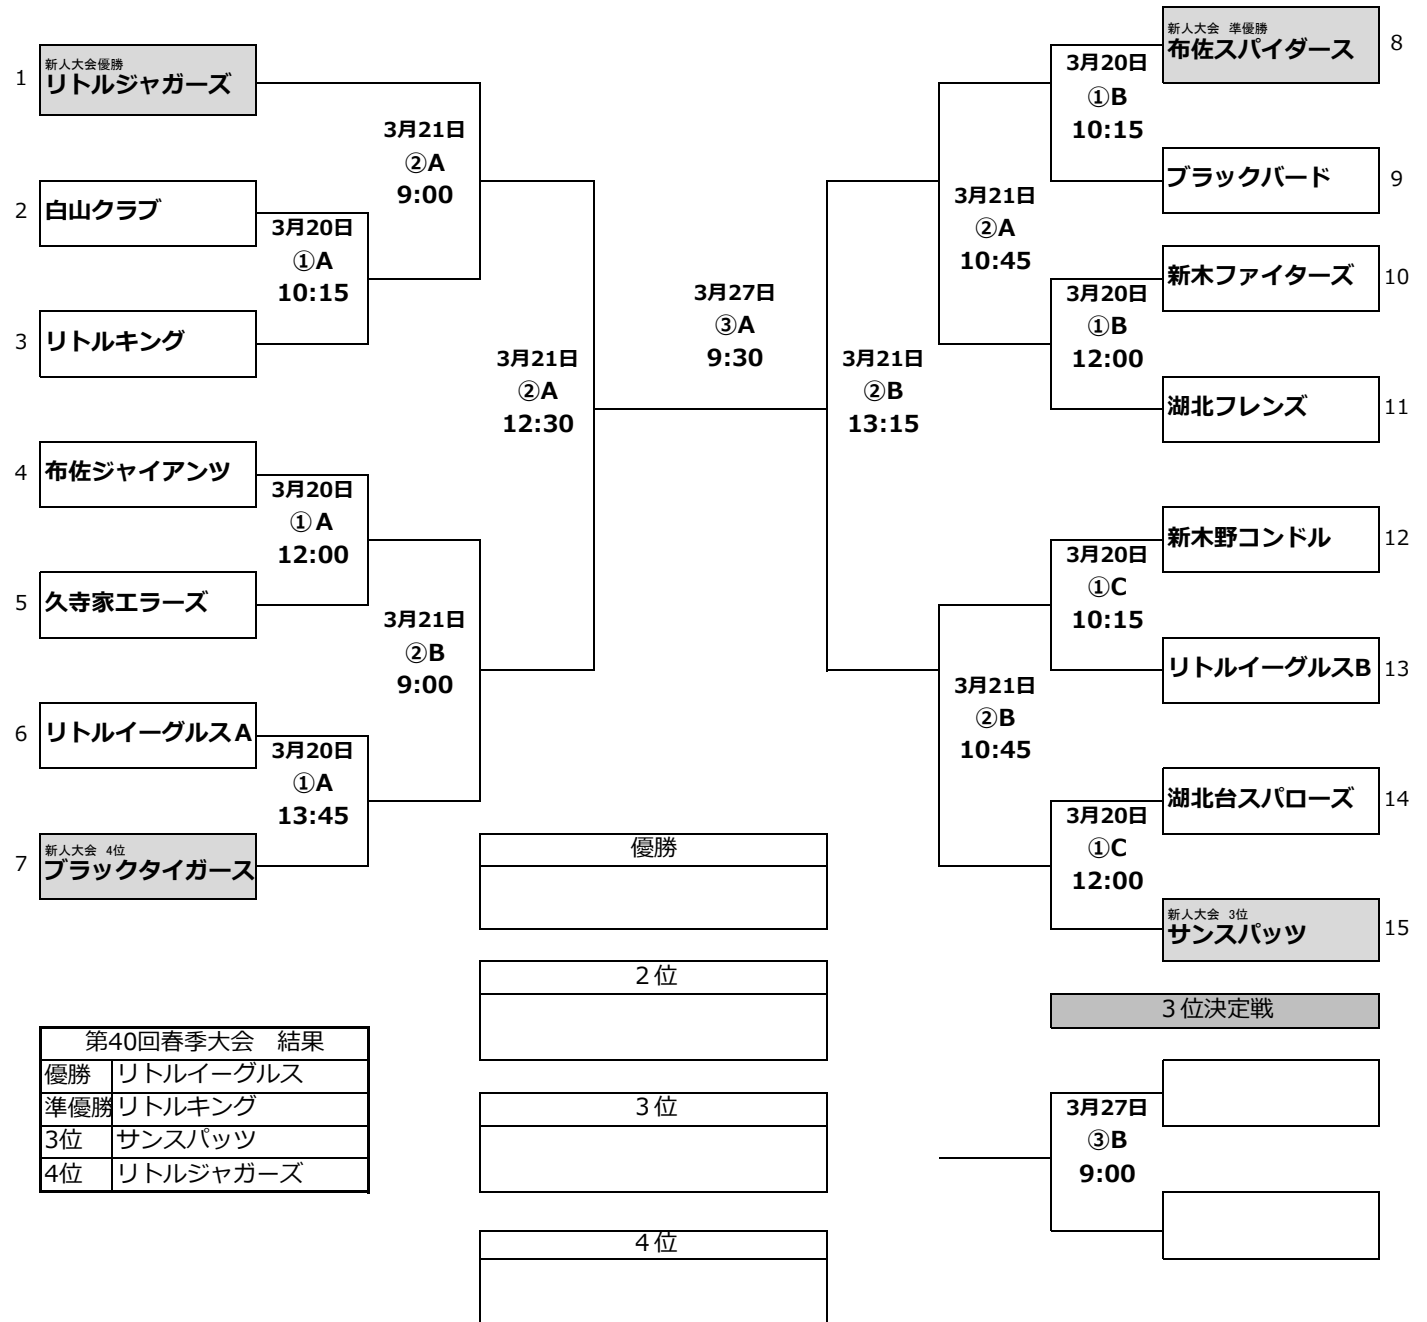 1
新人大会優勝
リトルジャガーズ
2
白山クラブ
3
リトルキング
4
布佐ジャイアンツ
5
久寺家エラーズ
6
リトルイーグルスA
7
新人大会 4位
ブラックタイガース
3月20日
①A
10:15
3月20日
①A
12:00
3月20日
①A
13:45
3月21日
②A
9:00
3月21日
②B
9:00
3月21日
②A
12:30
3月27日
③A
9:30
3月21日
②B
13:15
3月21日
②A
10:45
3月21日
②B
10:45
3月20日
①B
10:15
3月20日
①B
12:00
3月20日
①C
10:15
3月20日
①C
12:00
新人大会 準優勝
布佐スパイダース
8
ブラックバード
9
新木ファイターズ
10
湖北フレンズ
11
新木野コンドル
12
リトルイーグルスB
13
湖北台スパローズ
14
新人大会 3位
サンスパッツ
15
優勝
2位
3位
4位
第40回春季大会 結果
優勝 リトルイーグルス
準優勝 リトルキング
3位 サンスパッツ
4位 リトルジャガーズ
3位決定戦
3月27日
③B
9:00